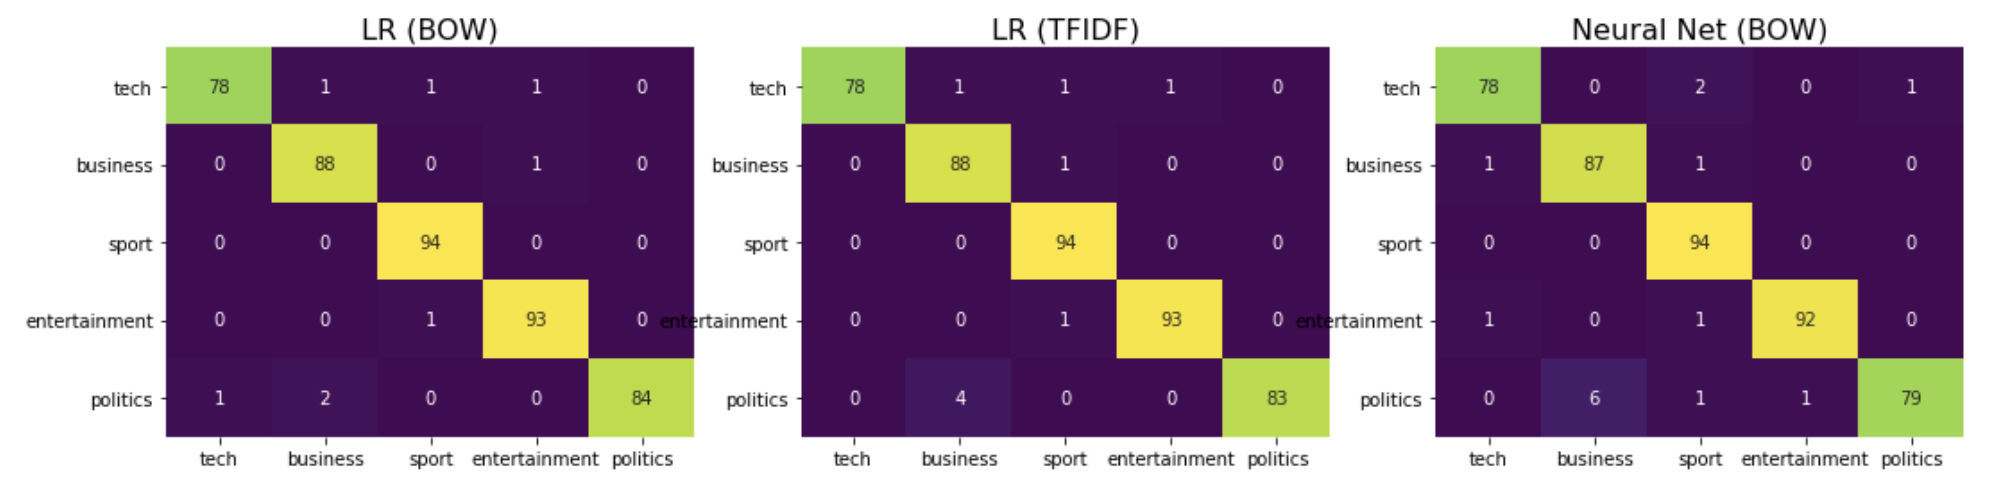 LR (BOW) LR (TFIDF) Neural Net (BOW)
tech 78 1 1 1 0 tech 78 1 1 1 0 tech 78 0 2 0 1
business 0 88 0 1 0 business 0 88 1 0 0 business 1 87 1 0 0
sport 0 0 94 0 0 sport 0 0 94 0 0 sport 0 0 94 0 0
entertainment 0 0 1 93 0 entertainment 0 0 1 93 0 entertainment 1 0 1 92 0
politics 1 2 0 0 84 politics 0 4 0 0 83 politics 0 6 1 1 79
tech business sport entertainment politics tech business sport entertainment politics tech business sport entertainment politics